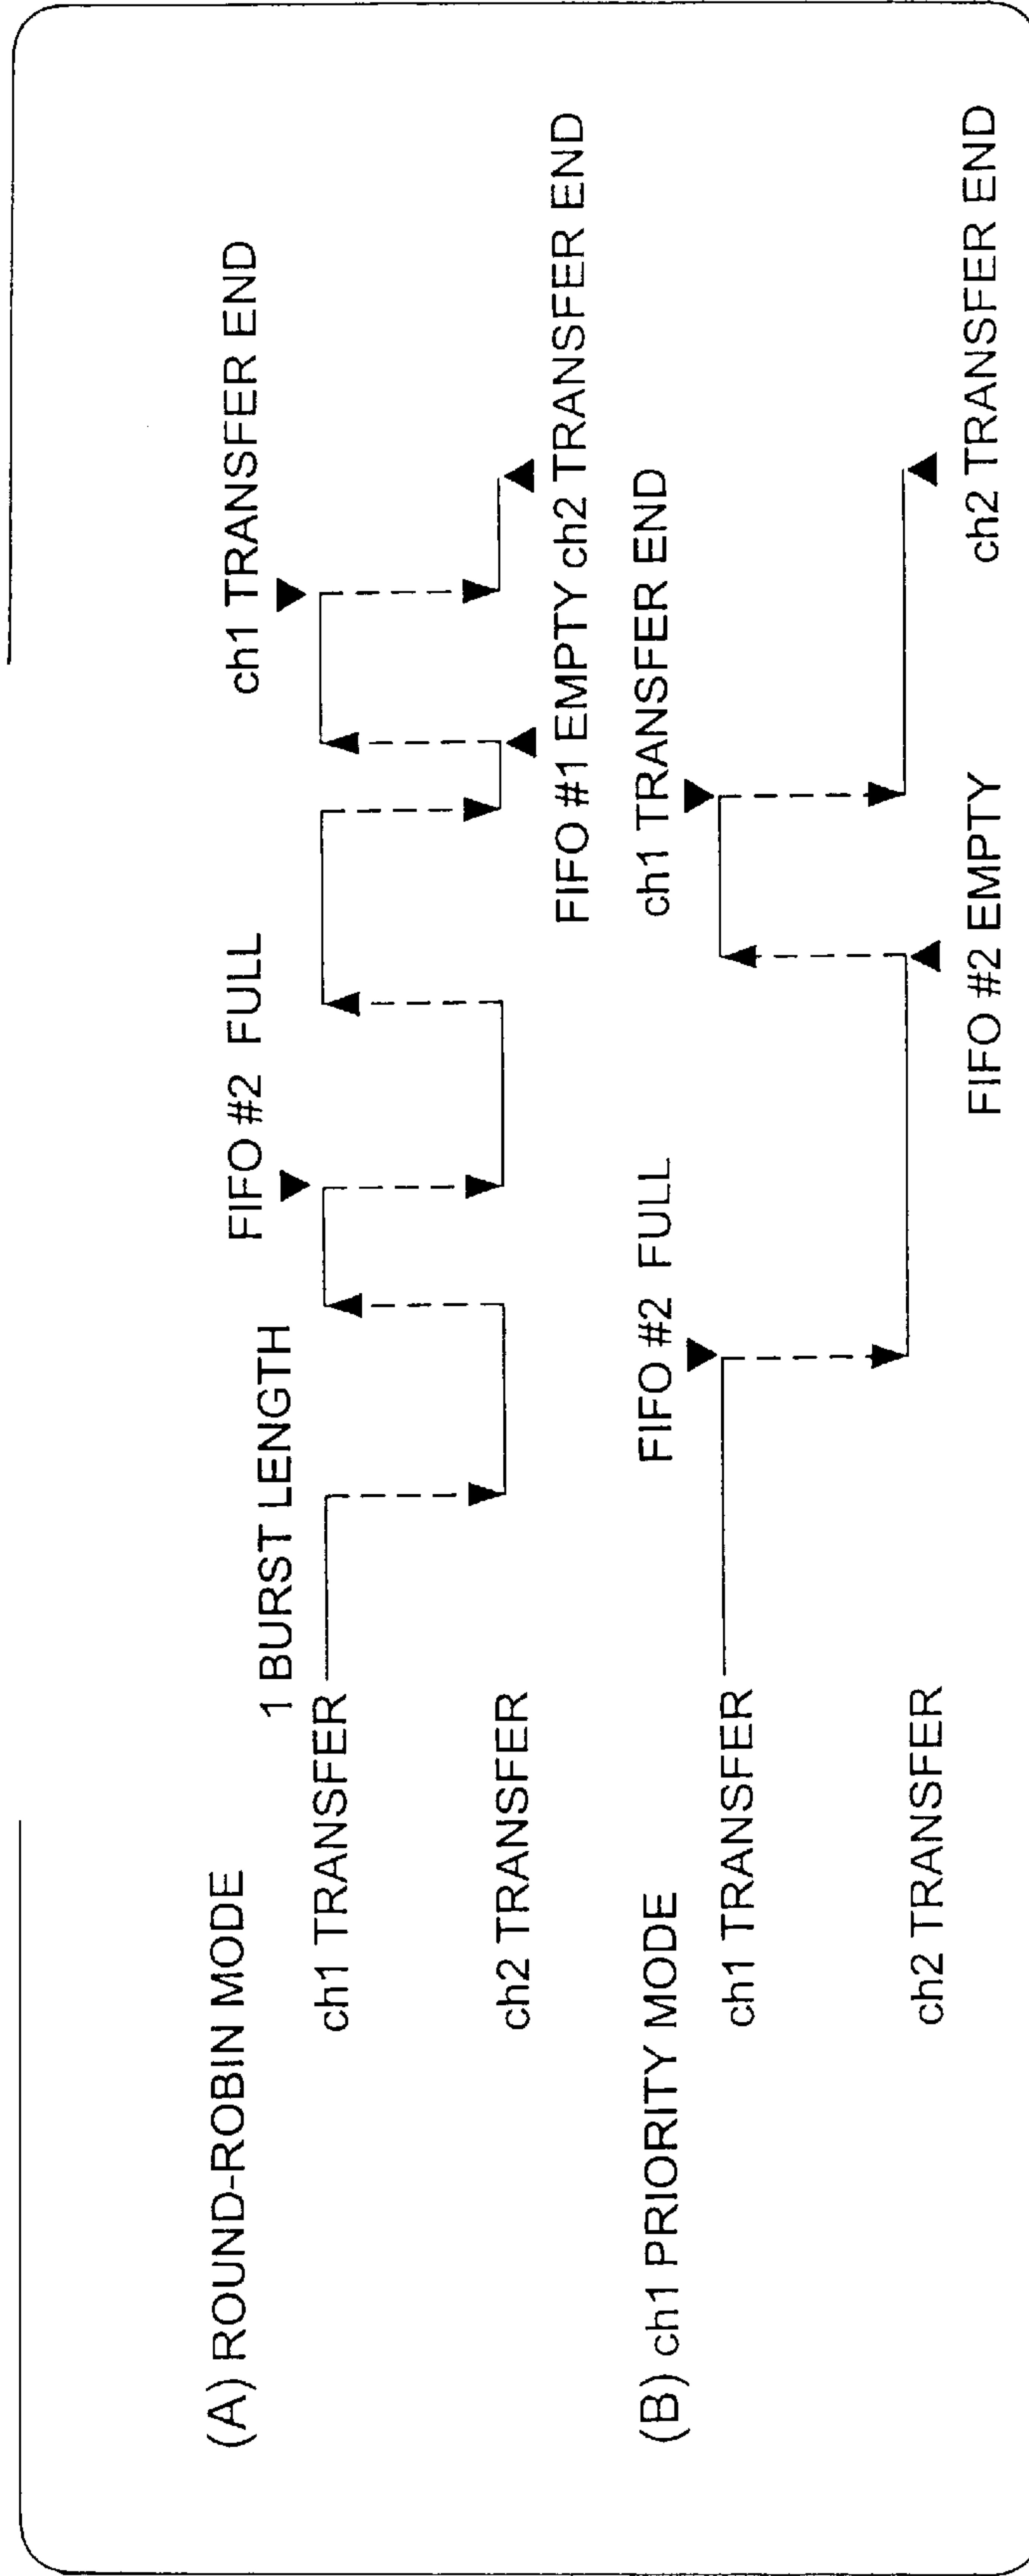 (A) ROUND-ROBIN MODE
1 BURST LENGTH
FIFO #2 FULL
ch1 TRANSFER END
ch1 TRANSFER
ch2 TRANSFER
FIFO #1 EMPTY
ch2 TRANSFER END
(B) ch1 PRIORITY MODE
FIFO #2 FULL
ch1 TRANSFER END
ch1 TRANSFER
ch2 TRANSFER
FIFO #2 EMPTY
ch2 TRANSFER END